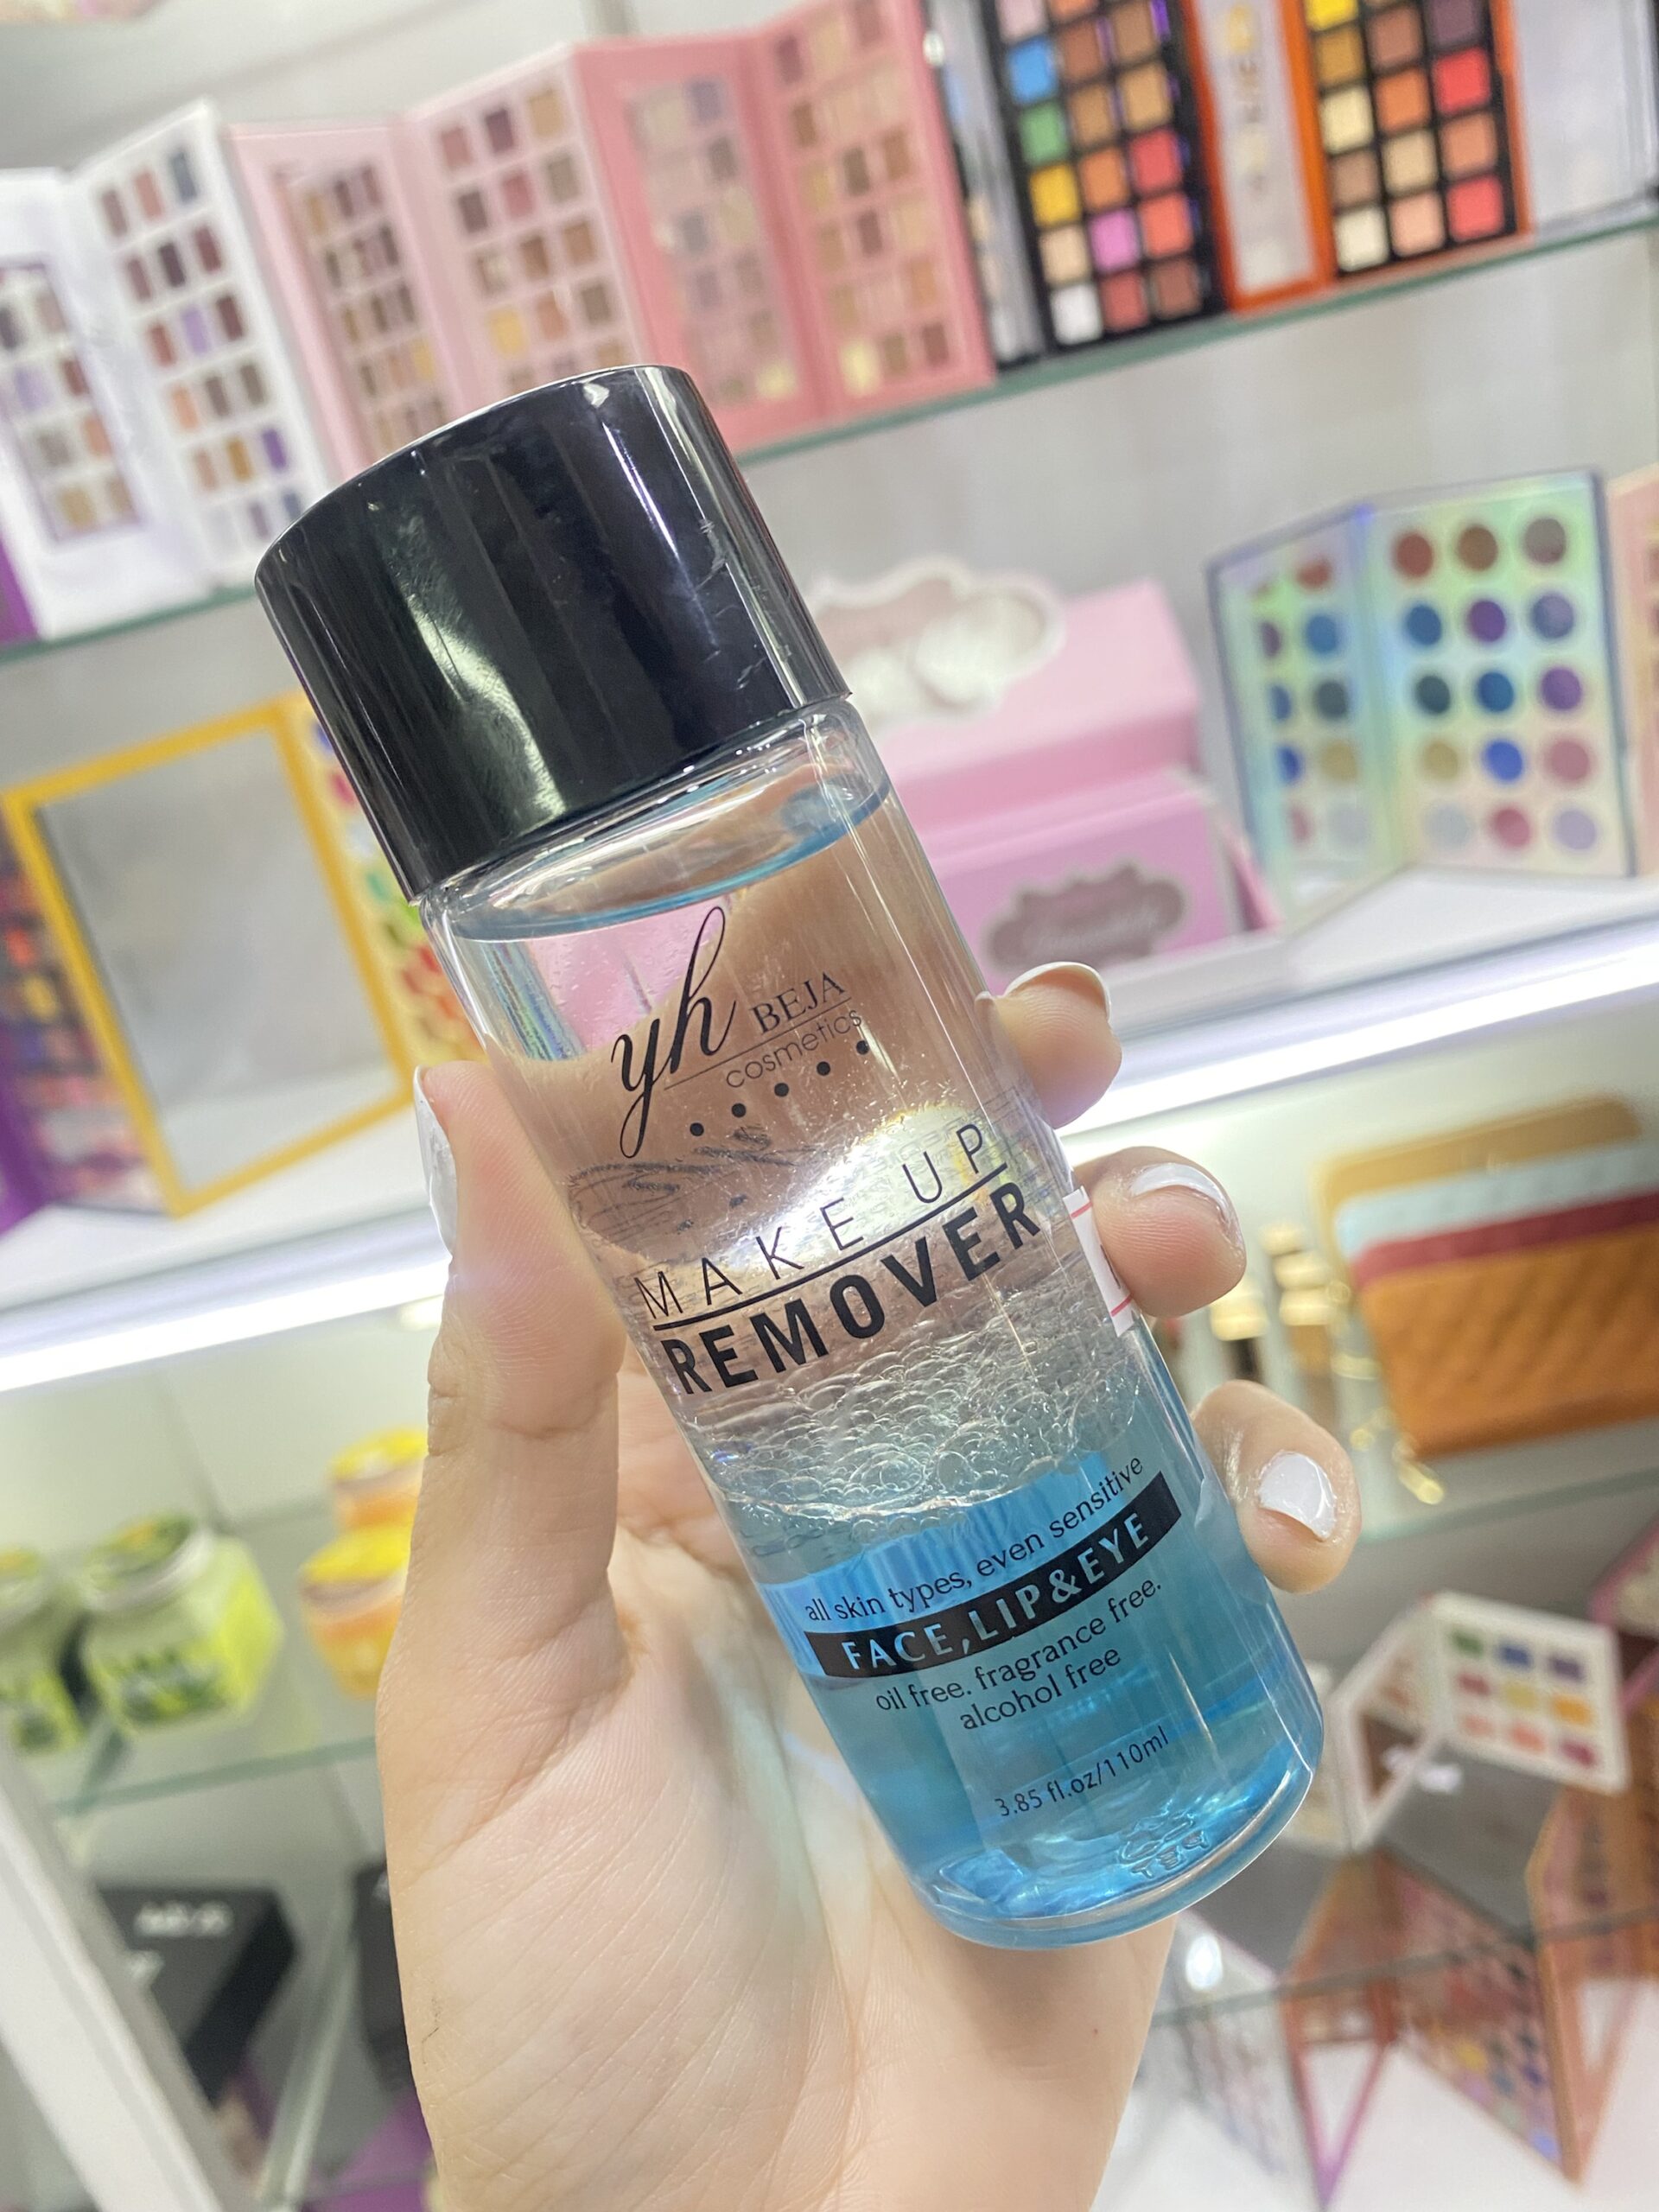 yh BEJA
cosmetics
MAKE UP
REMOVER
all skin types, even sensitive
FACE,LIP&EYE
oil free. fragrance free.
alcohol free
3.85 fl.oz/110ml